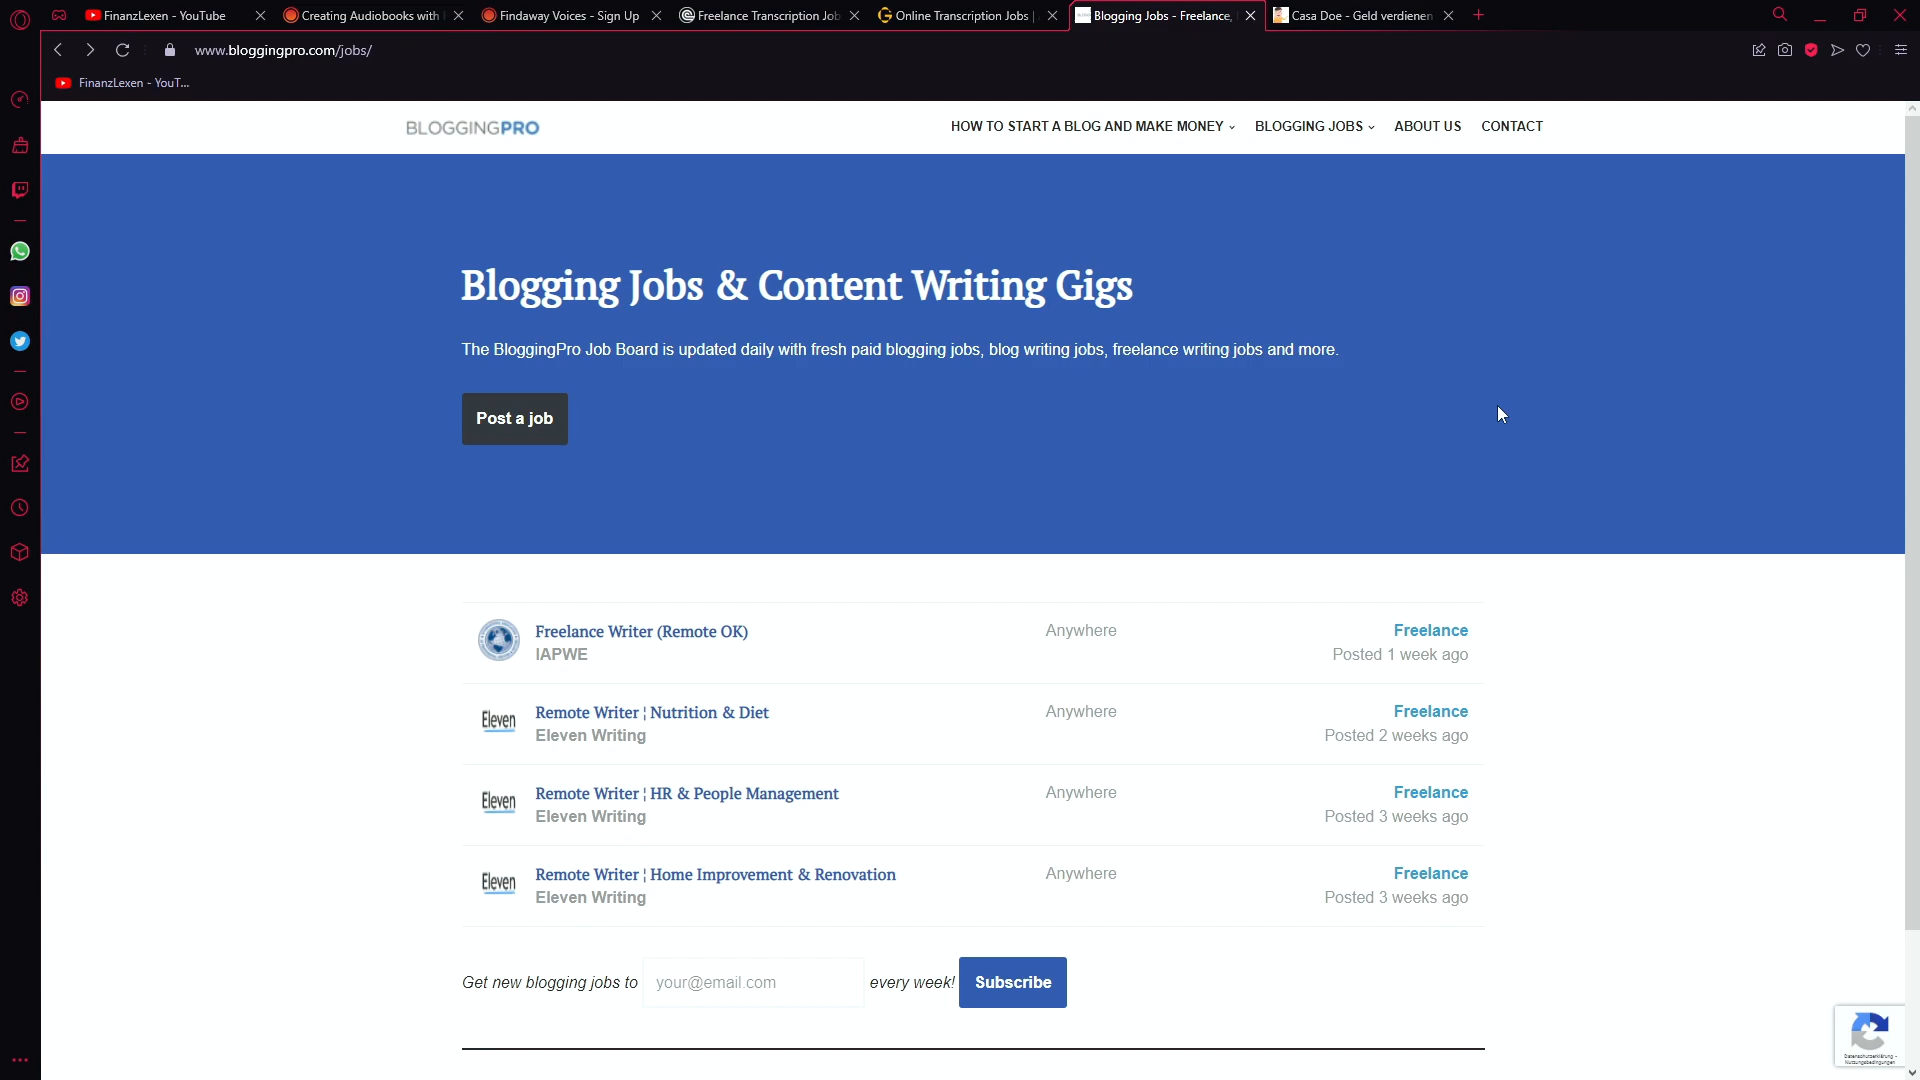 FinanzLexen - YouTube
Creating Audiobooks with
Findaway Voices - Sign Up
Freelance Transcription Job
Online Transcription Jobs |
Blogging Jobs - Freelance,
Casa Doe - Geld verdienen
www.bloggingpro.com/jobs/
FinanzLexen - YouT...
BLOGGINGPRO
HOW TO START A BLOG AND MAKE MONEY
BLOGGING JOBS
ABOUT US
CONTACT
Blogging Jobs & Content Writing Gigs
The BloggingPro Job Board is updated daily with fresh paid blogging jobs, blog writing jobs, freelance writing jobs and more.
Post a job
Freelance Writer (Remote OK)
IAPWE
Anywhere
Freelance
Posted 1 week ago
Eleven
Remote Writer ¦ Nutrition & Diet
Eleven Writing
Anywhere
Freelance
Posted 2 weeks ago
Eleven
Remote Writer ¦ HR & People Management
Eleven Writing
Anywhere
Freelance
Posted 3 weeks ago
Eleven
Remote Writer ¦ Home Improvement & Renovation
Eleven Writing
Anywhere
Freelance
Posted 3 weeks ago
Get new blogging jobs to your@email.com every week! Subscribe
Datenschutzerklärung -
Nutzungsbedingungen